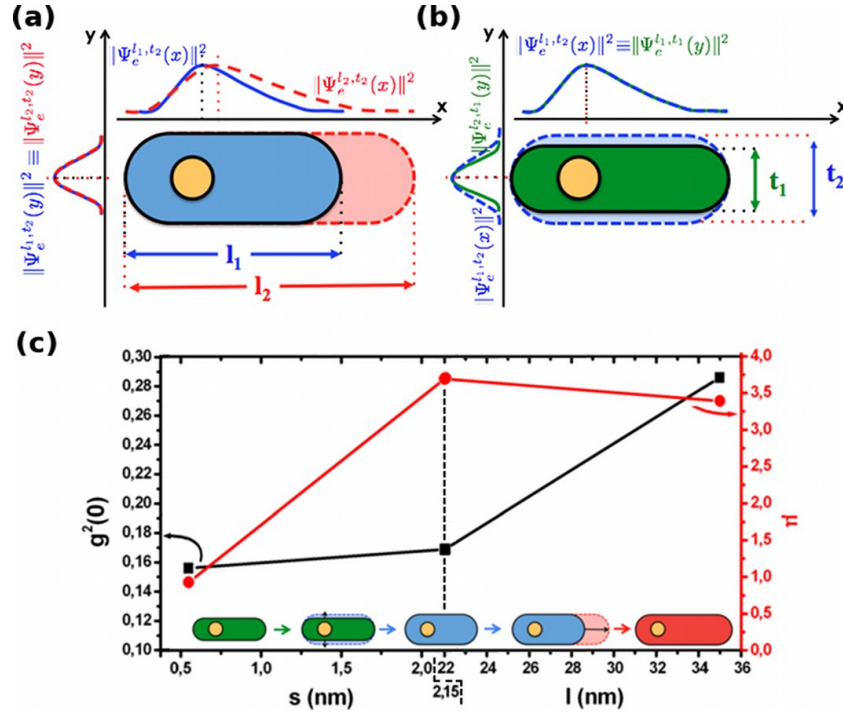 (a)
y
‖Ψₑ^{l₁,t₂}(x)‖²
‖Ψₑ^{l₂,t₂}(x)‖²
x
‖Ψₑ^{l₁,t₂}(y)‖² ≡ ‖Ψₑ^{l₂,t₂}(y)‖²
l₁
l₂
(b)
y
‖Ψₑ^{l₁,t₂}(x)‖² ≡ ‖Ψₑ^{l₁,t₁}(y)‖²
x
‖Ψₑ^{l₂,t₁}(y)‖²
‖Ψₑ^{l₁,t₂}(x)‖²
t₁
t₂
(c)
0,30
0,28
0,26
0,24
0,22
0,20
0,18
0,16
0,14
0,12
0,10
g²(0)
4,0
3,5
3,0
2,5
2,0
1,5
1,0
0,5
0,0
0,5 1,0 1,5 2,0 22 24 26 28 30 32 34 36
2,15
s (nm)
l (nm)